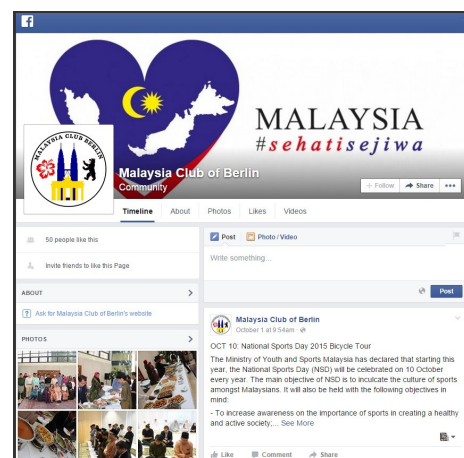 MALAYSIA
#sehatisejiwa
MALAYSIA CLUB BERLIN
Malaysia Club of Berlin
Community
+ Follow
Share
Timeline
About
Photos
Likes
Videos
50 people like this
Invite friends to like this Page
ABOUT
Ask for Malaysia Club of Berlin's website
PHOTOS
Post
Photo / Video
Write something...
Post
Malaysia Club of Berlin
October 1 at 9:54am ·
OCT 10: National Sports Day 2015 Bicycle Tour
The Ministry of Youth and Sports Malaysia has declared that starting this
year, the National Sports Day (NSD) will be celebrated on 10 October
every year. The main objective of NSD is to inculcate the culture of sports
amongst Malaysians. It will also be held with the following objectives in
mind:
- To increase awareness on the importance of sports in creating a healthy
and active society;... See More
Like
Comment
Share